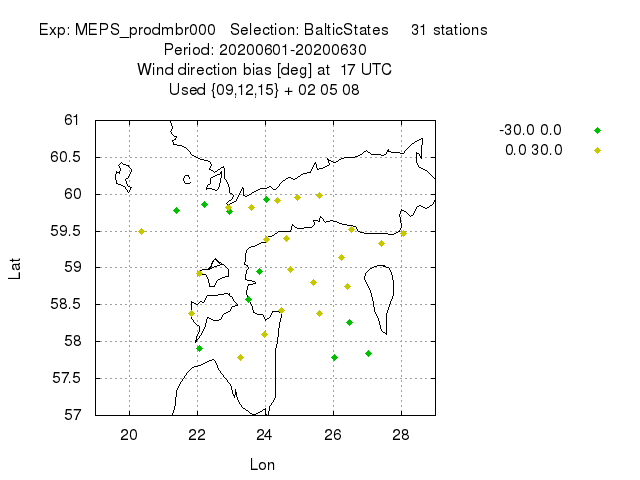 Exp: MEPS_prodmbr000 Selection: BalticStates 31 stations
Period: 20200601-20200630
Wind direction bias [deg] at 17 UTC
Used {09,12,15} + 02 05 08
-30.0 0.0
0.0 30.0
61
60.5
60
59.5
59
58.5
58
57.5
57
Lat
20 22 24 26 28
Lon